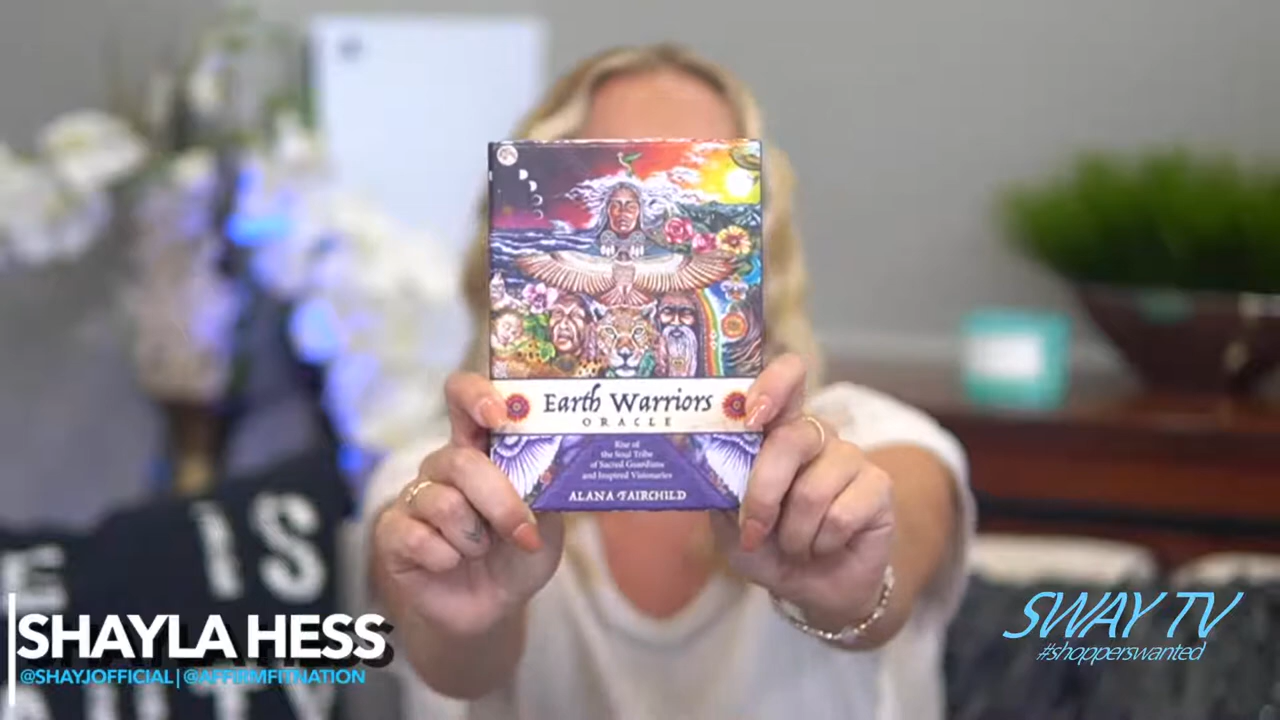 Earth Warriors
ORACLE
Rise of
the Soul Tribe
of Sacred Guardians
and Inspired Visionaries
ALANA FAIRCHILD
IS
E
SHAYLA HESS
@SHAYJOFFICIAL | @AFFIRMFITNATION
SWAY TV
#shopperswanted